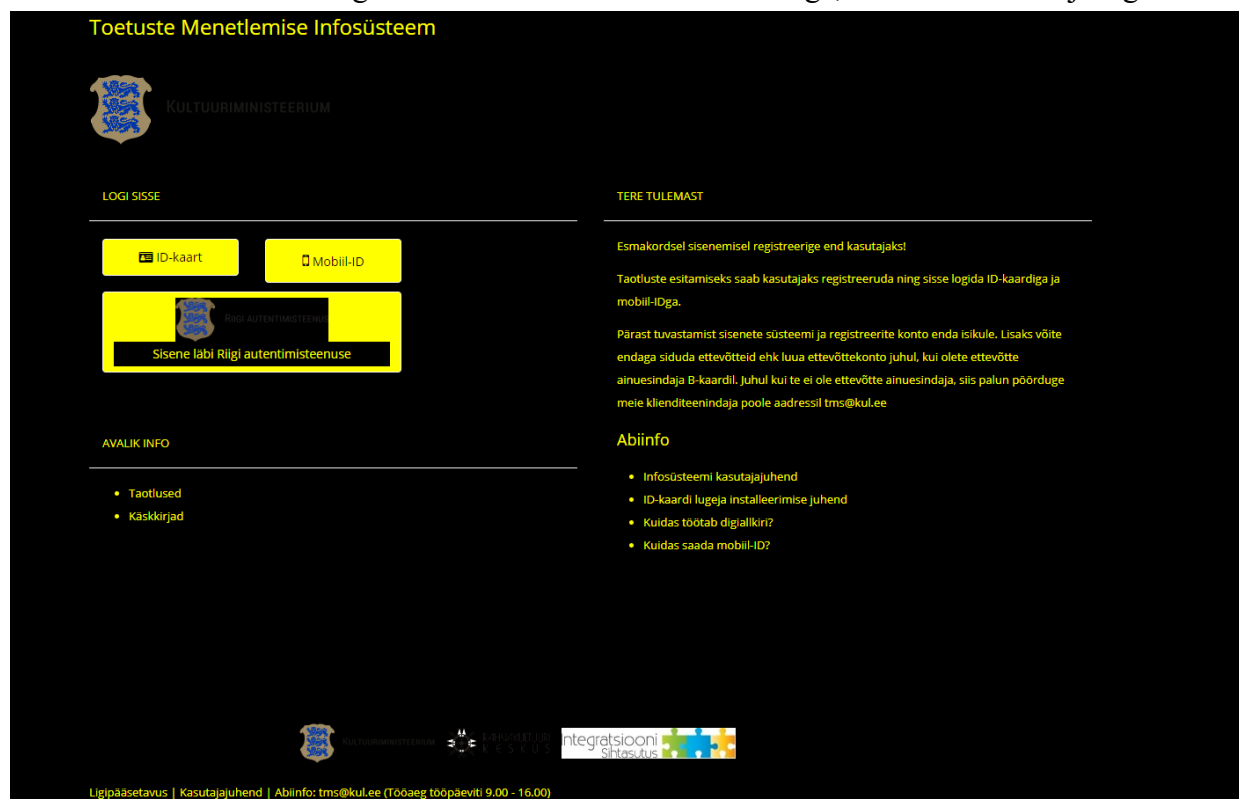 Toetuste Menetlemise Infosüsteem
KULTUURIMINISTEERIUM
LOGI SISSE
ID-kaart
Mobiil-ID
RIIGI AUTENTIMISTEENUS
Sisene läbi Riigi autentimisteenuse
AVALIK INFO
• Taotlused
• Käskkirjad
TERE TULEMAST
Esmakordsel sisenemisel registreerige end kasutajaks!
Taotluste esitamiseks saab kasutajaks registreeruda ning sisse logida ID-kaardiga ja
mobiil-IDga.
Pärast tuvastamist sisenete süsteemi ja registreerite konto enda isikule. Lisaks võite
endaga siduda ettevõtteid ehk luua ettevõttekonto juhul, kui olete ettevõtte
ainuesindaja B-kaardil. Juhul kui te ei ole ettevõtte ainuesindaja, siis palun pöörduge
meie klienditeenindaja poole aadressil tms@kul.ee
Abiinfo
• Infosüsteemi kasutajajuhend
• ID-kaardi lugeja installeerimise juhend
• Kuidas töötab digiallkiri?
• Kuidas saada mobiil-ID?
KULTUURIMINISTEERIUM
RAHVAKULTUURI
KESKUS
Integratsiooni
Sihtasutus
Ligipääsetavus | Kasutajajuhend | Abiinfo: tms@kul.ee (Tööaeg tööpäeviti 9.00 - 16.00)